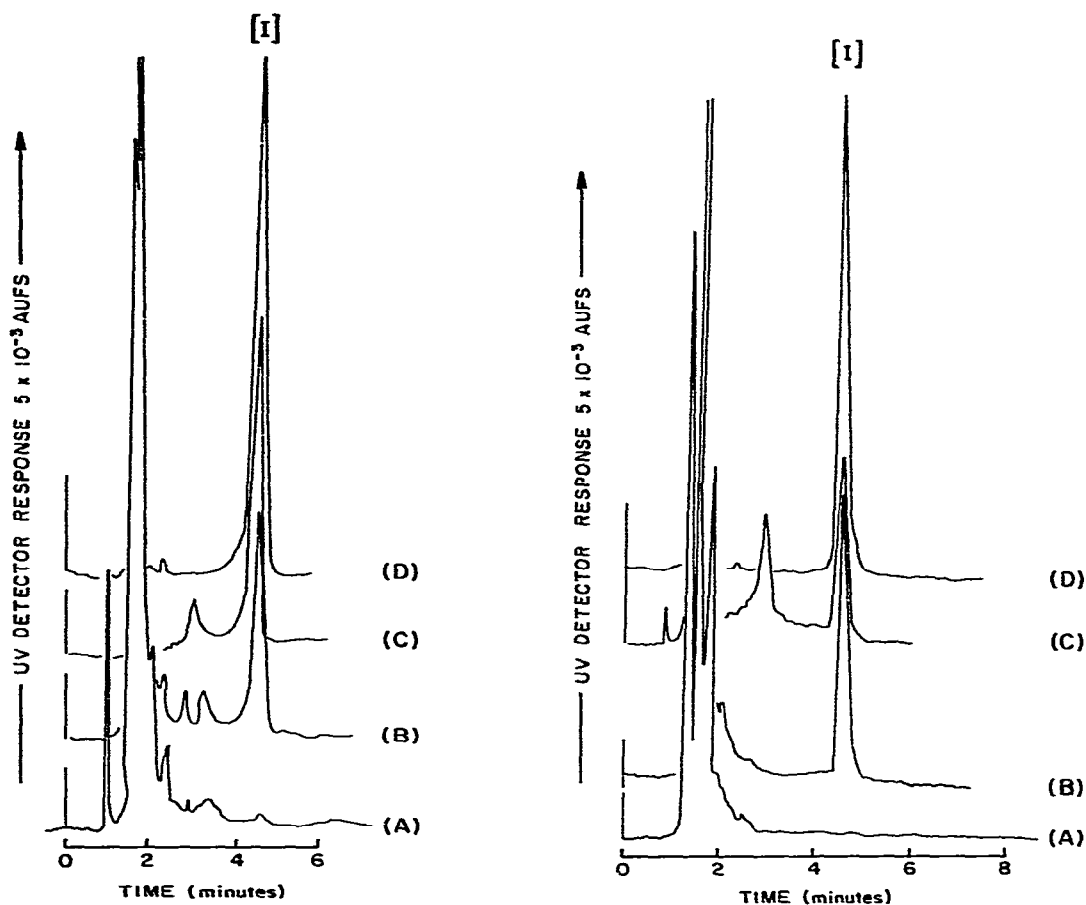 [I]
UV DETECTOR RESPONSE 5 x 10⁻³ AUFS
(D)
(C)
(B)
(A)
0 2 4 6
TIME (minutes)
[I]
UV DETECTOR RESPONSE 5 x 10⁻³ AUFS
(D)
(C)
(B)
(A)
0 2 4 6 8
TIME (minutes)